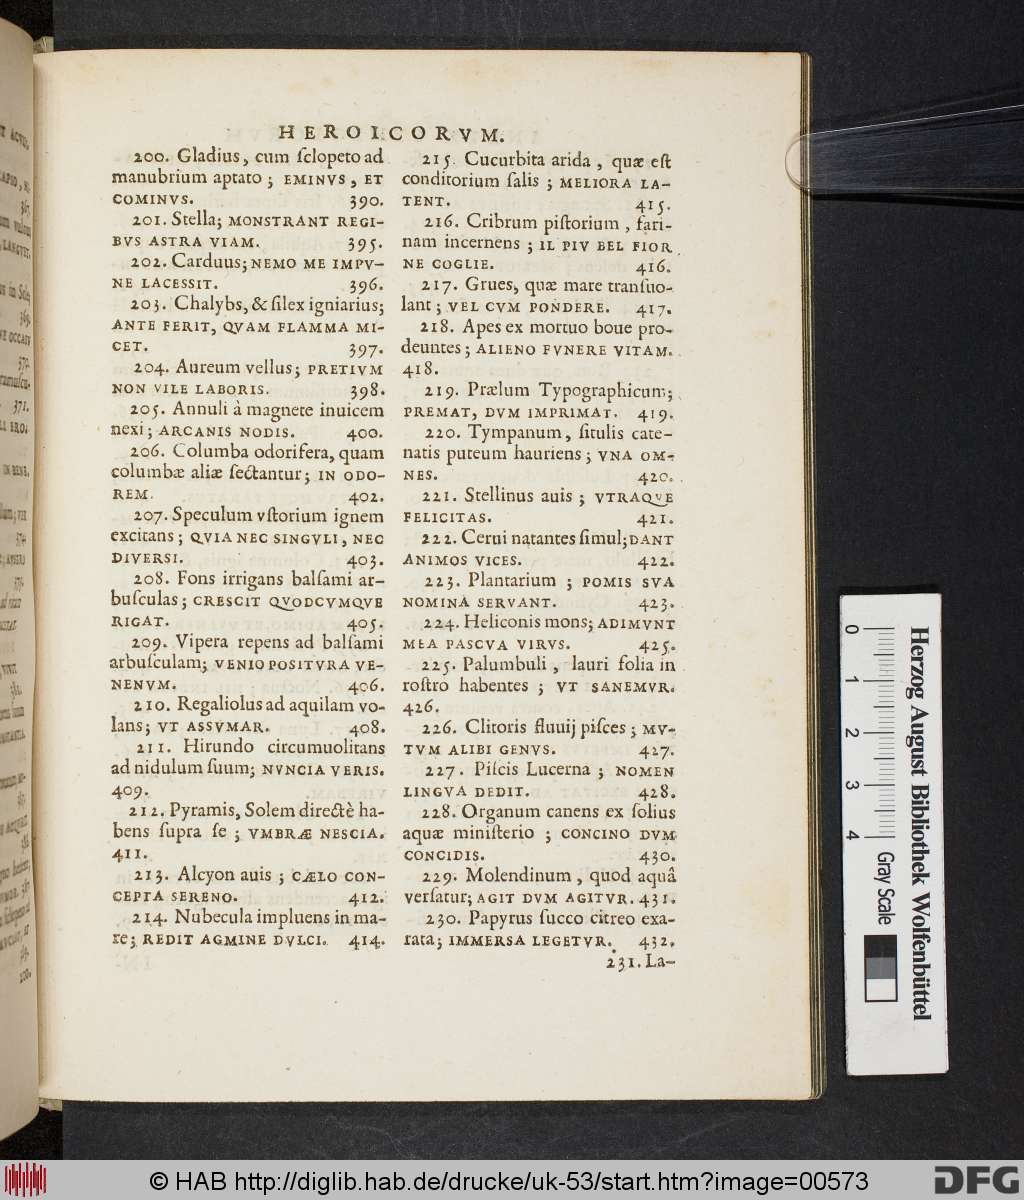 HEROICORVM.
200. Gladius, cum ſclopeto ad
manubrium aptato; EMINVS, ET
COMINVS. 390.
201. Stella; MONSTRANT REGI-
BVS ASTRA VIAM. 395.
202. Carduus; NEMO ME IMPV-
NE LACESSIT. 396.
203. Chalybs, & ſilex igniarius;
ANTE FERIT, QVAM FLAMMA MI-
CET. 397.
204. Aureum vellus; PRETIVM
NON VILE LABORIS. 398.
205. Annuli à magnete inuicem
nexi; ARCANIS NODIS. 400.
206. Columba odorifera, quam
columbæ aliæ ſectantur; IN ODO-
REM. 402.
207. Speculum vſtorium ignem
excitans; QVIA NEC SINGVLI, NEC
DIVERSI. 403.
208. Fons irrigans balſami ar-
buſculas; CRESCIT QVODCVMQVE
RIGAT. 405.
209. Vipera repens ad balſami
arbuſculam; VENIO POSITVRA VE-
NENVM. 406.
210. Regaliolus ad aquilam vo-
lans; VT ASSVMAR. 408.
211. Hirundo circumuolitans
ad nidulum ſuum; NVNCIA VERIS.
409.
212. Pyramis, Solem directè ha-
bens ſupra ſe; VMBRÆ NESCIA.
411.
213. Alcyon auis; CÆLO CON-
CEPTA SERENO. 412.
214. Nubecula impluens in ma-
re; REDIT AGMINE DVLCI. 414.
215. Cucurbita arida, quæ eſt
conditorium ſalis; MELIORA LA-
TENT. 415.
216. Cribrum piſtorium, fari-
nam incernens; IL PIV BEL FIOR
NE COGLIE. 416.
217. Grues, quæ mare tranſuo-
lant; VEL CVM PONDERE. 417.
218. Apes ex mortuo boue pro-
deuntes; ALIENO FVNERE VITAM.
418.
219. Prælum Typographicum;
PREMAT, DVM IMPRIMAT. 419.
220. Tympanum, ſitulis cate-
natis puteum hauriens; VNA OM-
NES. 420.
221. Stellinus auis; VTRAQVE
FELICITAS. 421.
222. Cerui natantes ſimul; DANT
ANIMOS VICES. 422.
223. Plantarium; POMIS SVA
NOMINA SERVANT. 423.
224. Heliconis mons; ADIMVNT
MEA PASCVA VIRVS. 425.
225. Palumbuli, lauri folia in
roſtro habentes; VT SANEMVR.
426.
226. Clitoris fluuij piſces; MV-
TVM ALIBI GENVS. 427.
227. Piſcis Lucerna; NOMEN
LINGVA DEDIT. 428.
228. Organum canens ex ſolius
aquæ miniſterio; CONCINO DVM
CONCIDIS. 430.
229. Molendinum, quod aquâ
verſatur; AGIT DVM AGITVR. 431.
230. Papyrus ſucco citreo exa-
rata; IMMERSA LEGETVR. 432.
231. La-
0 1 2 3 4
Herzog August Bibliothek Wolfenbüttel
Gray Scale
© HAB http://diglib.hab.de/drucke/uk-53/start.htm?image=00573
DFG